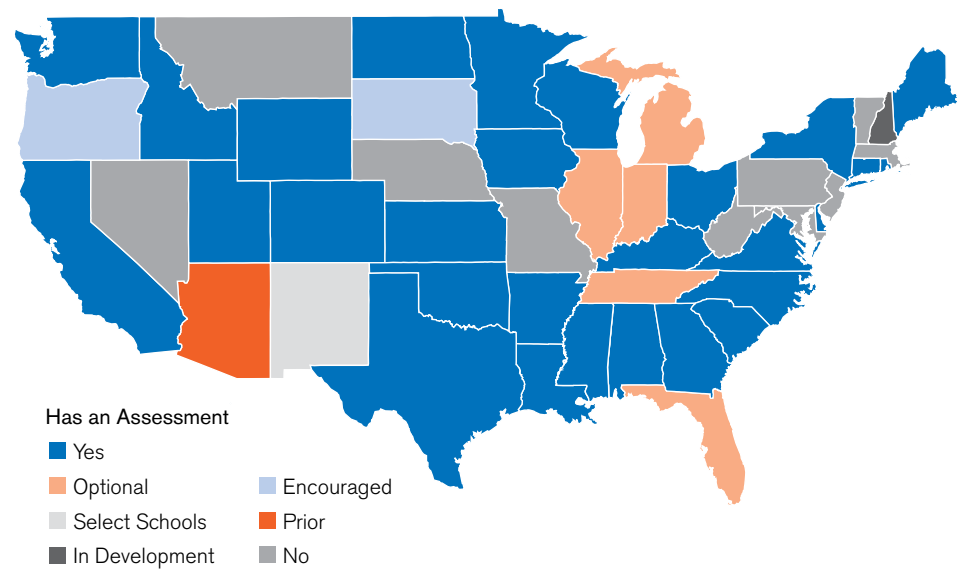 Has an Assessment
Yes
Optional
Encouraged
Select Schools
Prior
In Development
No